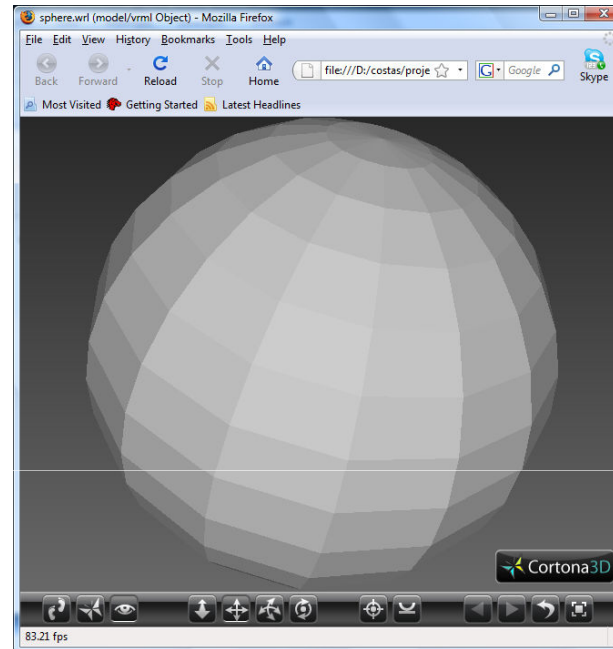 sphere.wrl (model/vrml Object) - Mozilla Firefox
File Edit View History Bookmarks Tools Help
Back Forward Reload Stop Home file:///D:/costas/proje G Google Skype
Most Visited Getting Started Latest Headlines
Cortona3D
83.21 fps